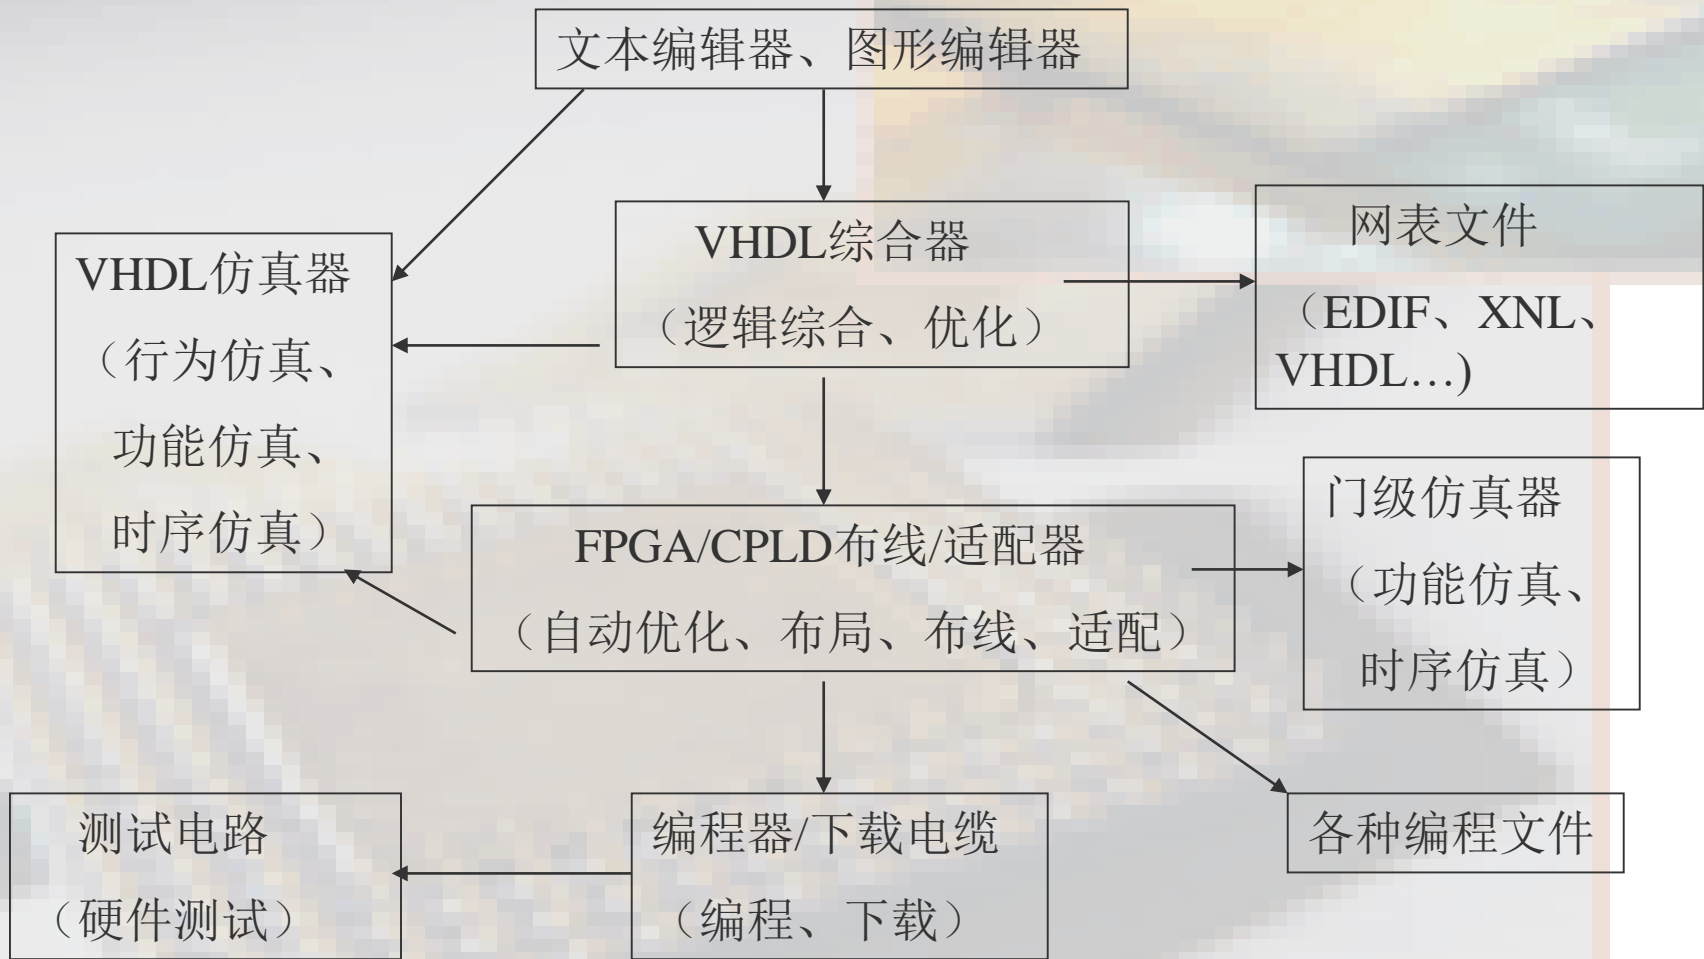 文本编辑器、图形编辑器
VHDL综合器
（逻辑综合、优化）
网表文件
（EDIF、XNL、
VHDL…)
VHDL仿真器
（行为仿真、
功能仿真、
时序仿真）
FPGA/CPLD布线/适配器
（自动优化、布局、布线、适配）
门级仿真器
（功能仿真、
时序仿真）
测试电路
（硬件测试）
编程器/下载电缆
（编程、下载）
各种编程文件